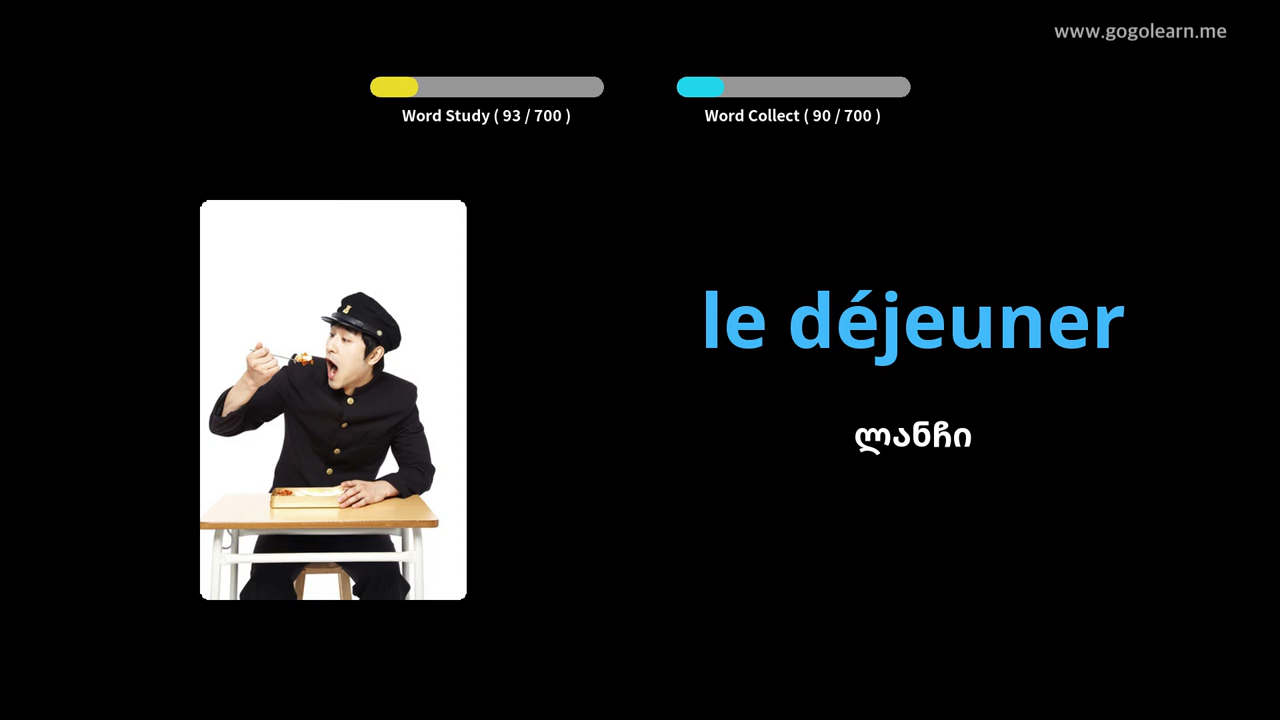 www.gogolearn.me
Word Study ( 93 / 700 )
Word Collect ( 90 / 700 )
le déjeuner
ლანჩი